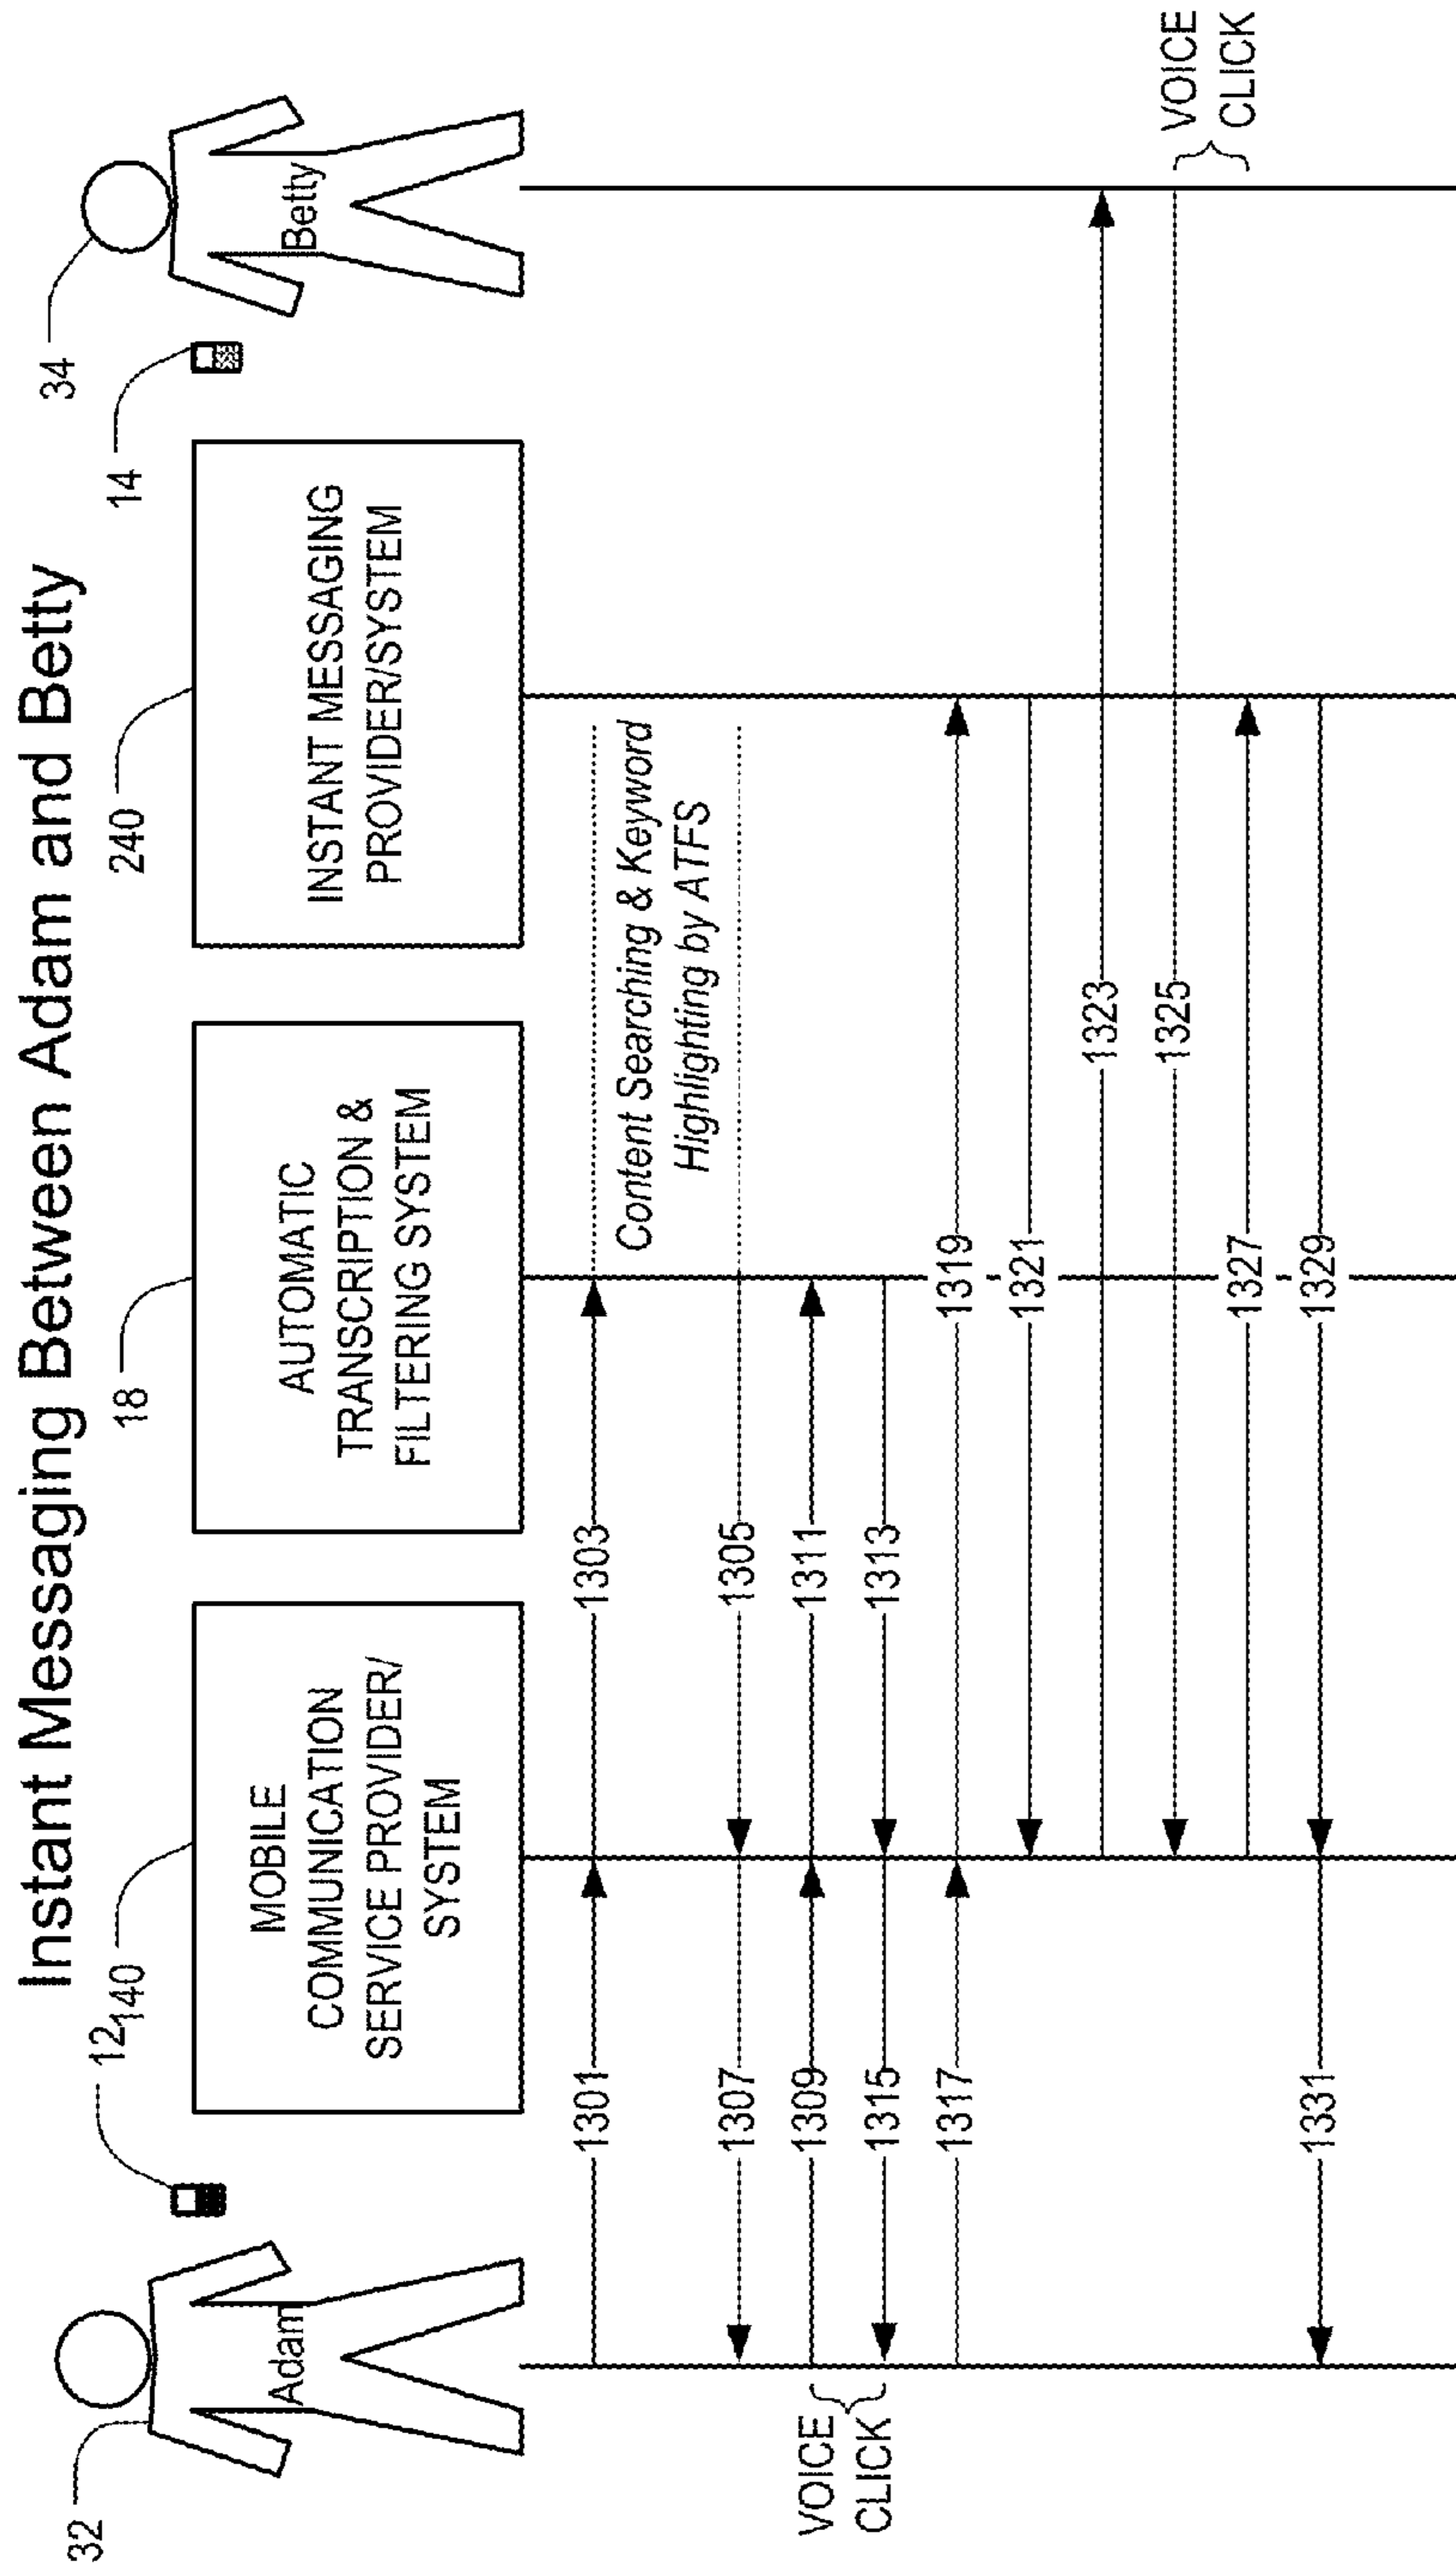 Instant Messaging Between Adam and Betty
32
12
140
18
240
14
34
Adam
MOBILE
COMMUNICATION
SERVICE PROVIDER/
SYSTEM
AUTOMATIC
TRANSCRIPTION &
FILTERING SYSTEM
INSTANT MESSAGING
PROVIDER/SYSTEM
Betty
1301
1303
Content Searching & Keyword
Highlighting by ATFS
1307
1305
VOICE
CLICK
1309
1311
1315
1313
1317
1319
1321
1323
1325
VOICE
CLICK
1327
1331
1329